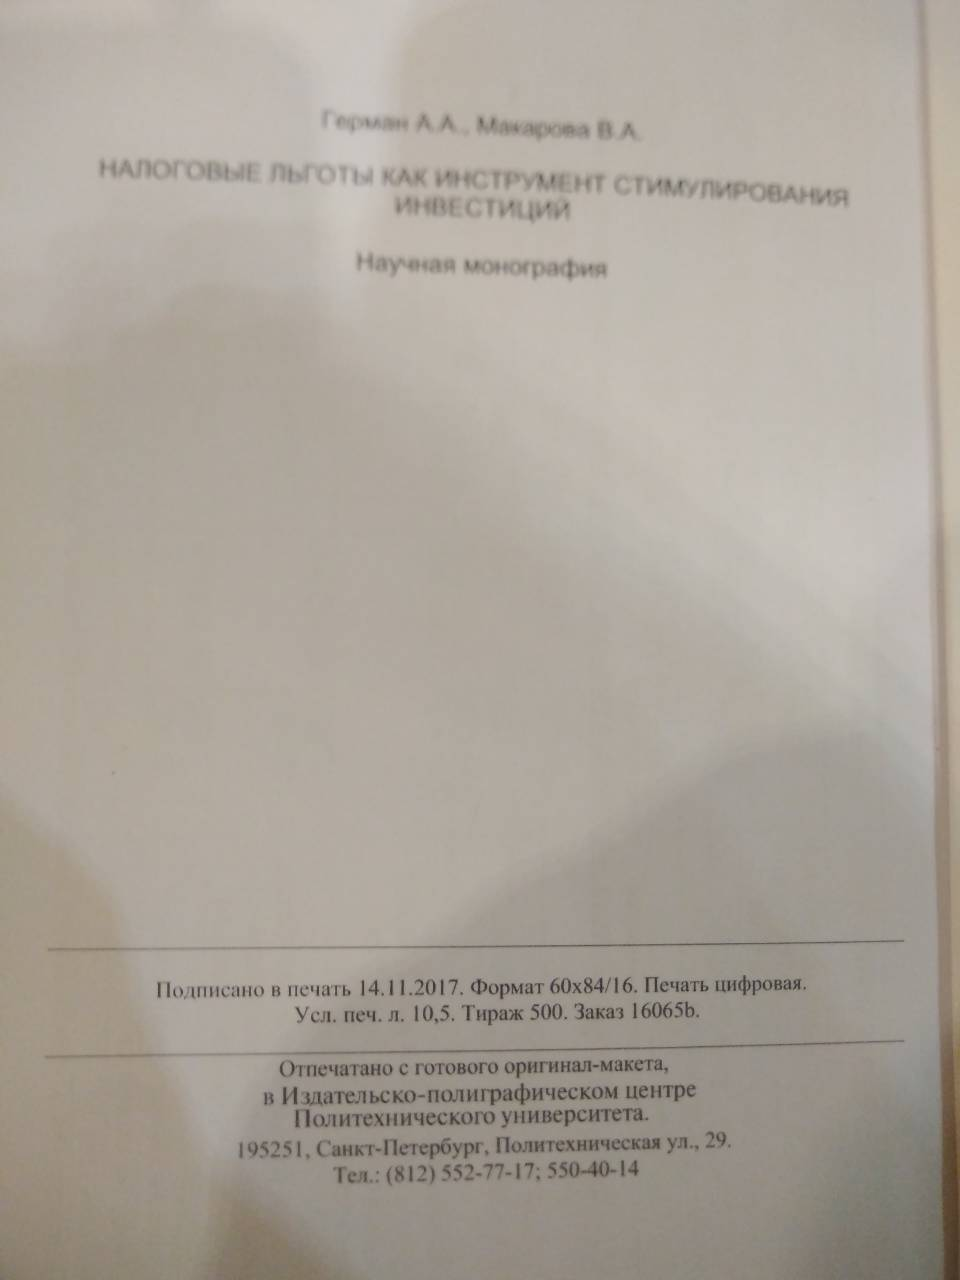 Герман А.А., Макарова В.А.
НАЛОГОВЫЕ ЛЬГОТЫ КАК ИНСТРУМЕНТ СТИМУЛИРОВАНИЯ
ИНВЕСТИЦИЙ
Научная монография
Подписано в печать 14.11.2017. Формат 60х84/16. Печать цифровая.
Усл. печ. л. 10,5. Тираж 500. Заказ 16065b.
Отпечатано с готового оригинал-макета,
в Издательско-полиграфическом центре
Политехнического университета.
195251, Санкт-Петербург, Политехническая ул., 29.
Тел.: (812) 552-77-17; 550-40-14